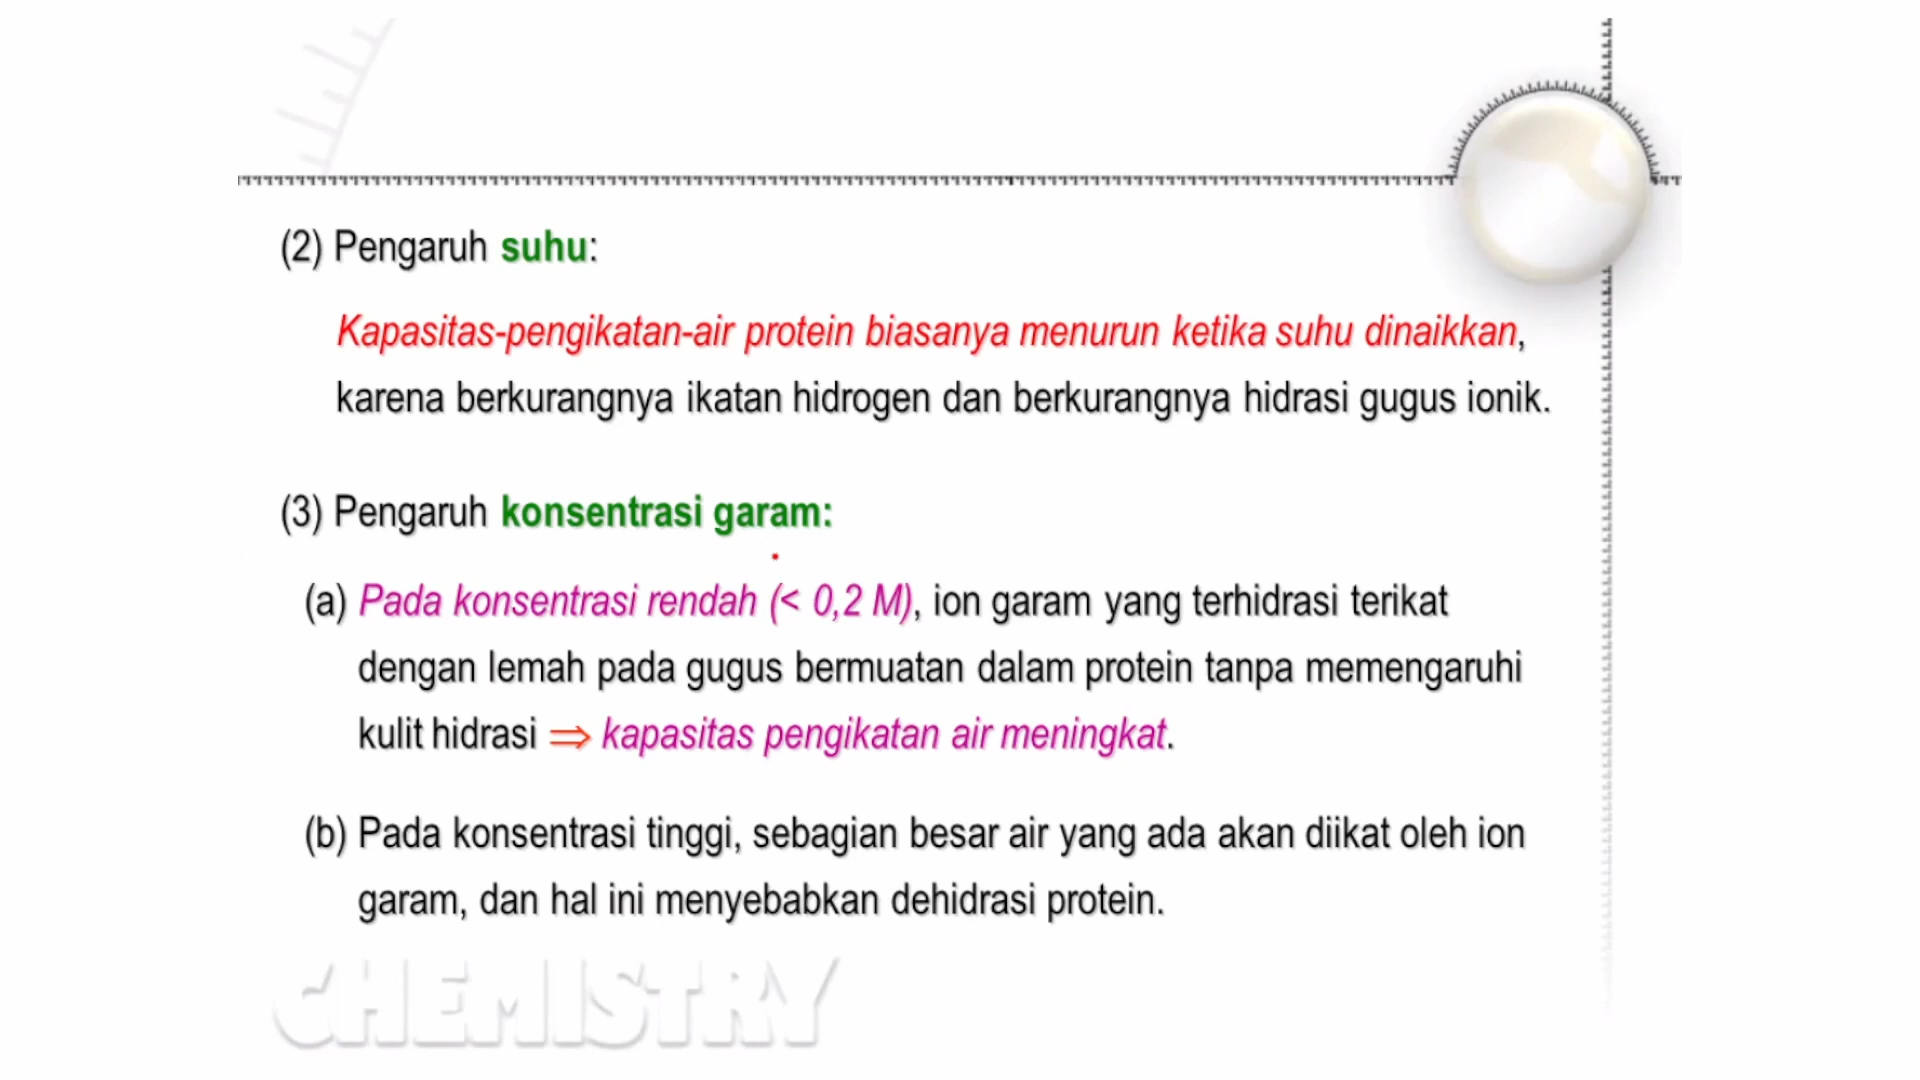 (2) Pengaruh suhu:
Kapasitas-pengikatan-air protein biasanya menurun ketika suhu dinaikkan,
karena berkurangnya ikatan hidrogen dan berkurangnya hidrasi gugus ionik.
(3) Pengaruh konsentrasi garam:
(a) Pada konsentrasi rendah (< 0,2 M), ion garam yang terhidrasi terikat
dengan lemah pada gugus bermuatan dalam protein tanpa memengaruhi
kulit hidrasi ⇒ kapasitas pengikatan air meningkat.
(b) Pada konsentrasi tinggi, sebagian besar air yang ada akan diikat oleh ion
garam, dan hal ini menyebabkan dehidrasi protein.
CHEMISTRY